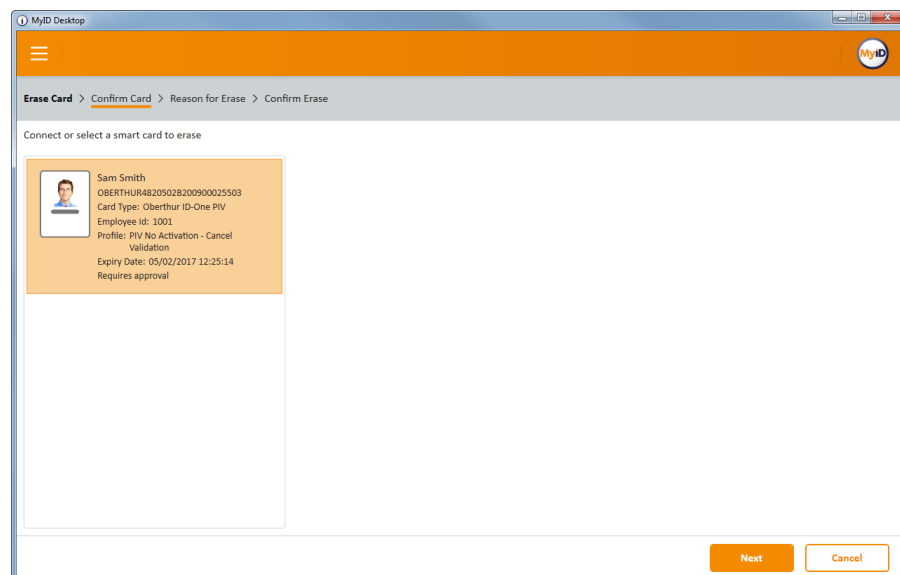 MyID Desktop
MyiD
Erase Card > Confirm Card > Reason for Erase > Confirm Erase
Connect or select a smart card to erase
Sam Smith
OBERTHUR4820502B200900025503
Card Type: Oberthur ID-One PIV
Employee Id: 1001
Profile: PIV No Activation - Cancel
Validation
Expiry Date: 05/02/2017 12:25:14
Requires approval
Next Cancel